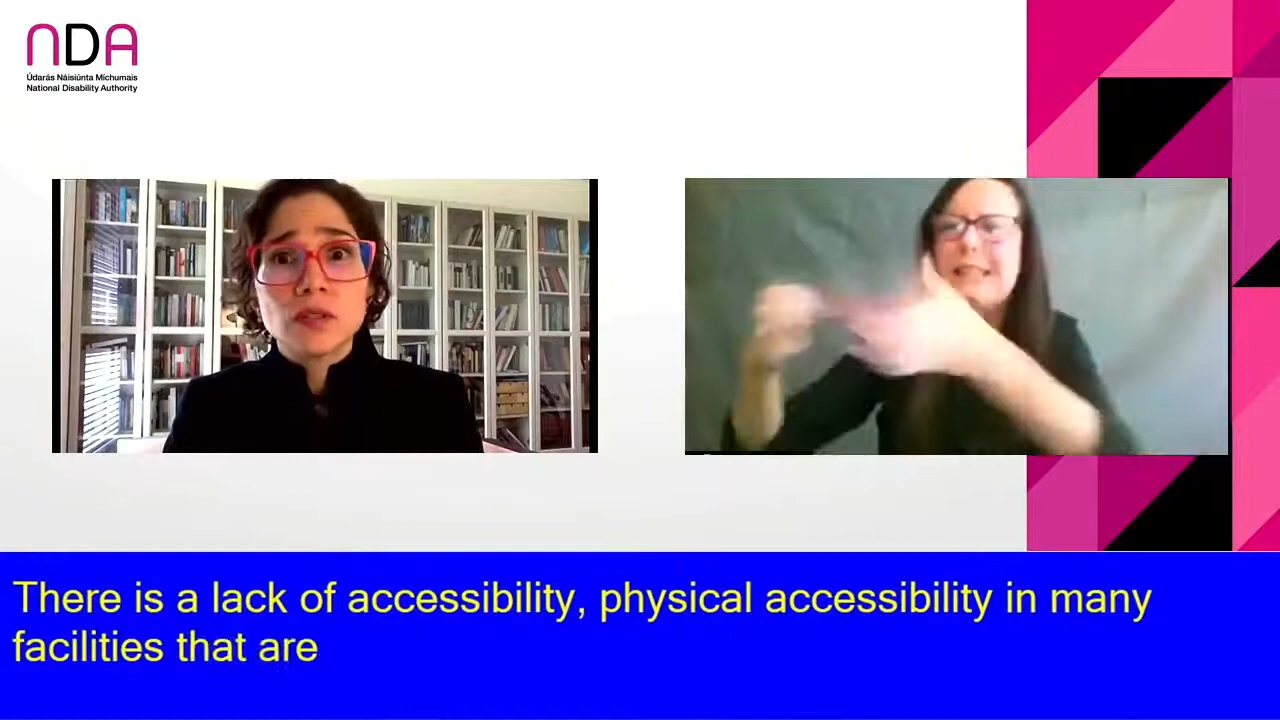 NDA
Údarás Náisiúnta Míchumais
National Disability Authority
There is a lack of accessibility, physical accessibility in many
facilities that are